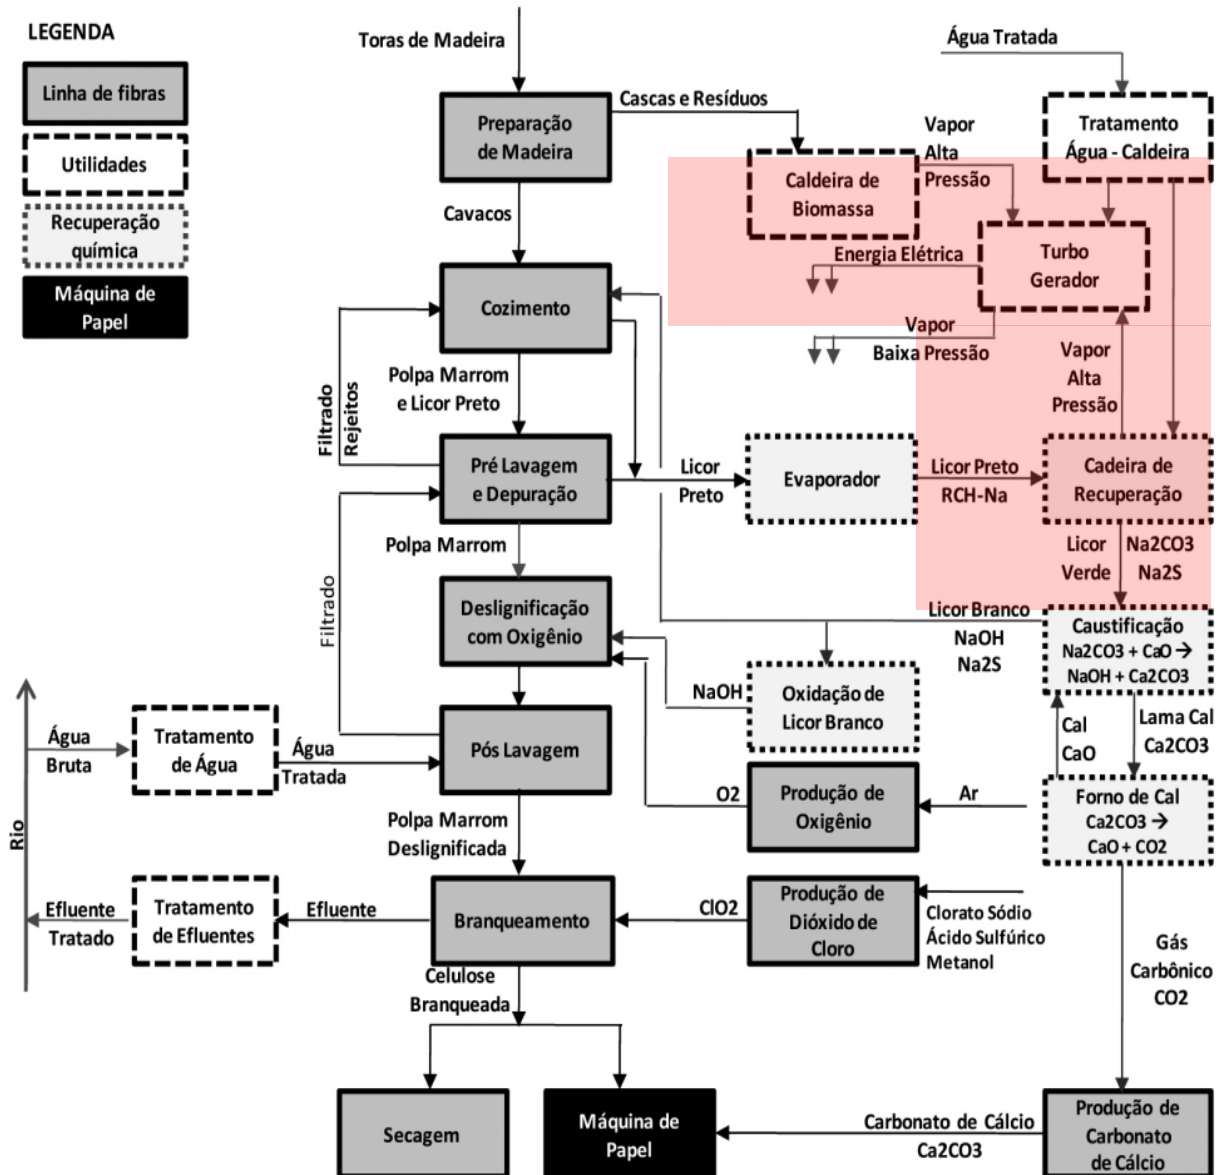 LEGENDA
Linha de fibras
Utilidades
Recuperação
química
Máquina de
Papel
Toras de Madeira
Preparação
de Madeira
Cascas e Resíduos
Cavacos
Água Tratada
Tratamento
Água - Caldeira
Vapor
Alta
Pressão
Caldeira de
Biomassa
Energia Elétrica
Turbo
Gerador
Vapor
Baixa Pressão
Vapor
Alta
Pressão
Cozimento
Polpa Marrom
e Licor Preto
Filtrado
Rejeitos
Pré Lavagem
e Depuração
Licor
Preto
Evaporador
Licor Preto
RCH-Na
Cadeira de
Recuperação
Licor
Verde
Na2CO3
Na2S
Polpa Marrom
Filtrado
Deslignificação
com Oxigênio
Licor Branco
NaOH
Na2S
Caustificação
Na2CO3 + CaO →
NaOH + Ca2CO3
NaOH
Oxidação de
Licor Branco
Cal
CaO
Lama Cal
Ca2CO3
Rio
Água
Bruta
Tratamento
de Água
Água
Tratada
Pós Lavagem
O2
Produção de
Oxigênio
Ar
Forno de Cal
Ca2CO3 →
CaO + CO2
Polpa Marrom
Deslignificada
Efluente
Tratado
Tratamento
de Efluentes
Efluente
Branqueamento
ClO2
Produção de
Dióxido de
Cloro
Clorato Sódio
Ácido Sulfúrico
Metanol
Gás
Carbônico
CO2
Celulose
Branqueada
Secagem
Máquina de
Papel
Carbonato de Cálcio
Ca2CO3
Produção de
Carbonato
de Cálcio